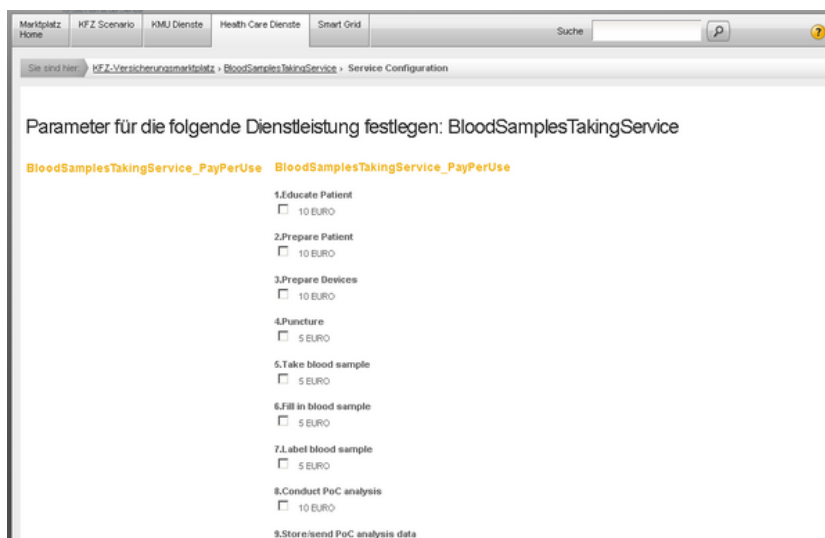 Marktplatz Home
KFZ Scenario
KMU Dienste
Health Care Dienste
Smart Grid
Suche
?
Sie sind hier: KFZ-Versicherungsmarktplatz › BloodSamplesTakingService › Service Configuration
Parameter für die folgende Dienstleistung festlegen: BloodSamplesTakingService
BloodSamplesTakingService_PayPerUse
BloodSamplesTakingService_PayPerUse
1.Educate Patient
10 EURO
2.Prepare Patient
10 EURO
3.Prepare Devices
10 EURO
4.Puncture
5 EURO
5.Take blood sample
5 EURO
6.Fill in blood sample
5 EURO
7.Label blood sample
5 EURO
8.Conduct PoC analysis
10 EURO
9.Store/send PoC analysis data